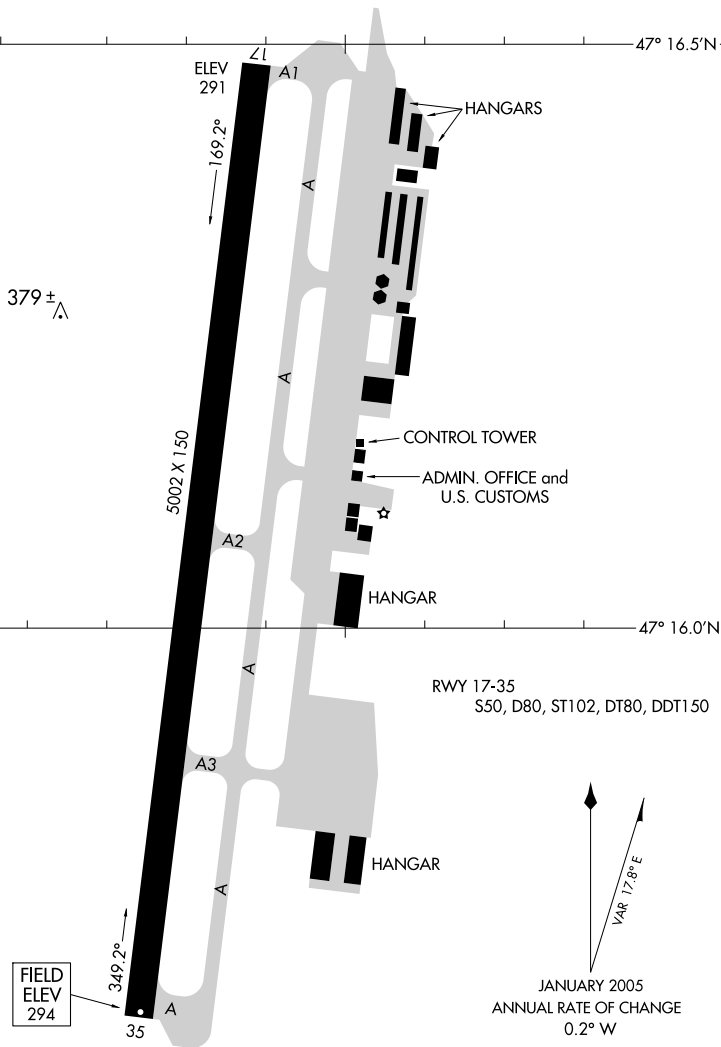 47° 16.5'N
17
ELEV
291
A1
HANGARS
169.2°
A
379 ±
A
5002 X 150
CONTROL TOWER
ADMIN. OFFICE and
U.S. CUSTOMS
A2
HANGAR
47° 16.0'N
A
RWY 17-35
S50, D80, ST102, DT80, DDT150
A3
HANGAR
A
VAR 17.8° E
349.2°
FIELD
ELEV
294
A
35
JANUARY 2005
ANNUAL RATE OF CHANGE
0.2° W